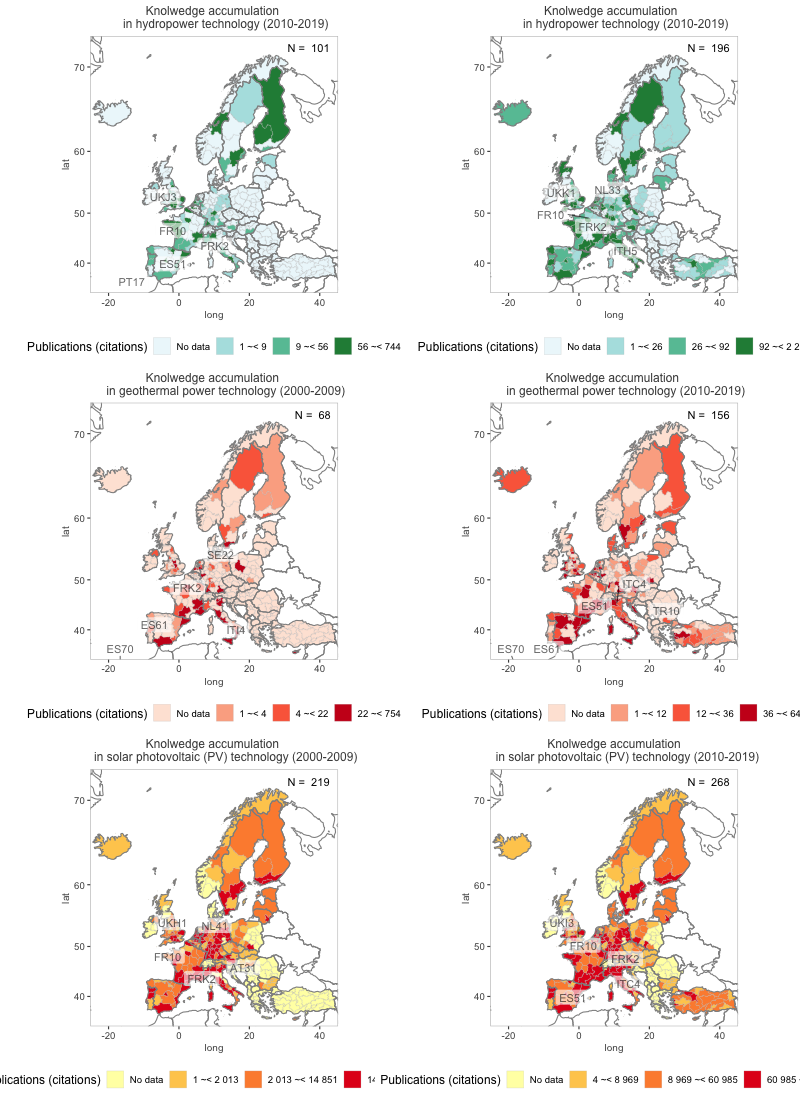 Knolwedge accumulation
in hydropower technology (2010-2019)
N = 101
70
60
50
40
lat
UKJ3
FR10
FRK2
ES51
PT17
-20 0 20 40
long
Publications (citations) No data 1 ~< 9 9 ~< 56 56 ~< 744
Knolwedge accumulation
in hydropower technology (2010-2019)
N = 196
70
60
50
40
lat
UKK1
NL33
FR10
FRK2
ITH5
-20 0 20 40
long
Publications (citations) No data 1 ~< 26 26 ~< 92 92 ~< 2 2
Knolwedge accumulation
in geothermal power technology (2000-2009)
N = 68
70
60
50
40
lat
SE22
FRK2
ES61
ITI4
ES70
-20 0 20 40
long
Publications (citations) No data 1 ~< 4 4 ~< 22 22 ~< 754
Knolwedge accumulation
in geothermal power technology (2010-2019)
N = 156
70
60
50
40
lat
ITC4
ES51
TR10
ES70
ES61
-20 0 20 40
long
Publications (citations) No data 1 ~< 12 12 ~< 36 36 ~< 64
Knolwedge accumulation
in solar photovoltaic (PV) technology (2000-2009)
N = 219
70
60
50
40
lat
UKH1
NL41
FR10
AT31
FRK2
-20 0 20 40
long
blications (citations) No data 1 ~< 2 013 2 013 ~< 14 851 14
Knolwedge accumulation
in solar photovoltaic (PV) technology (2010-2019)
N = 268
70
60
50
40
lat
UKI3
FR10
FRK2
ITC4
ES51
-20 0 20 40
long
Publications (citations) No data 4 ~< 8 969 8 969 ~< 60 985 60 985